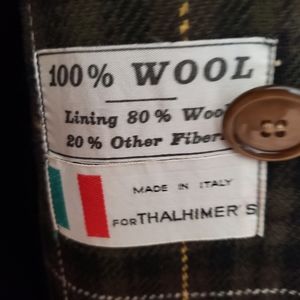 100% WOOL
Lining 80% Wool
20% Other Fiber
MADE IN ITALY
FOR THALHIMER'S